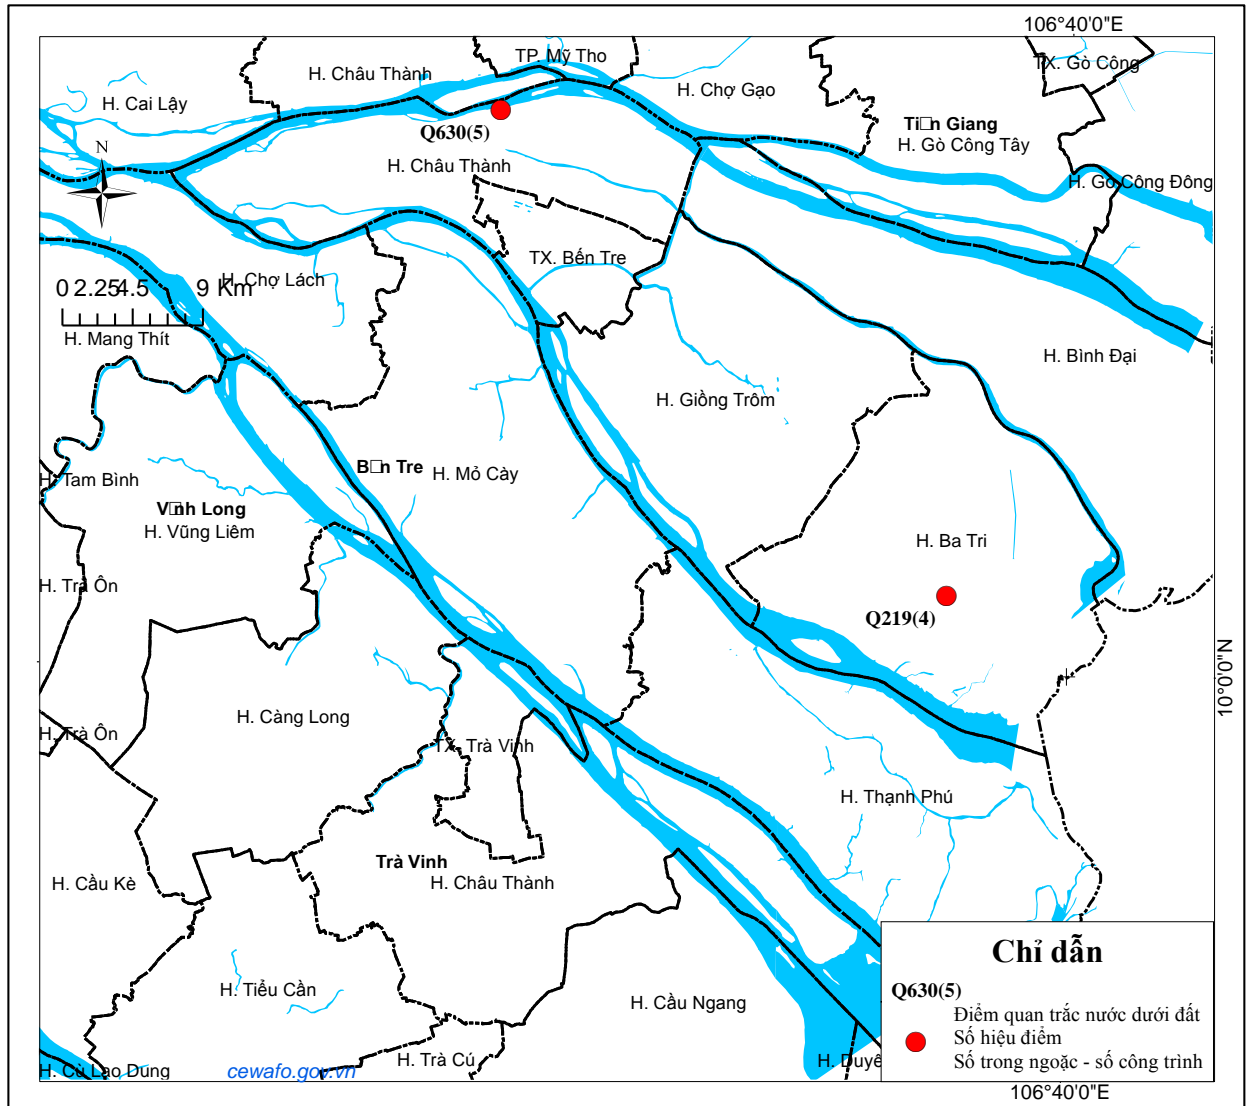 106°40'0"E
TP. Mỹ Tho
TX. Gò Công
H. Châu Thành
H. Chợ Gạo
H. Cai Lậy
Q630(5)
Ti□n Giang
H. Gò Công Tây
N
H. Châu Thành
H. Gò Công Đông
TX. Bến Tre
H. Chợ Lách
0 2.25 4.5 9 Km
H. Mang Thít
H. Bình Đại
H. Giồng Trôm
B□n Tre
H. Mỏ Cày
H. Tam Bình
V□nh Long
H. Vũng Liêm
H. Ba Tri
H. Trà Ôn
Q219(4)
10°0'0"N
H. Càng Long
H. Trà Ôn
TX. Trà Vinh
H. Thạnh Phú
Trà Vinh
H. Châu Thành
H. Cầu Kè
Chỉ dẫn
H. Tiểu Cần
Q630(5)
H. Cầu Ngang
Điểm quan trắc nước dưới đất
Số hiệu điểm
Số trong ngoặc - số công trình
H. Trà Cú
H. Duyê
H. Cù Lao Dung
cewafo.gov.vn
106°40'0"E